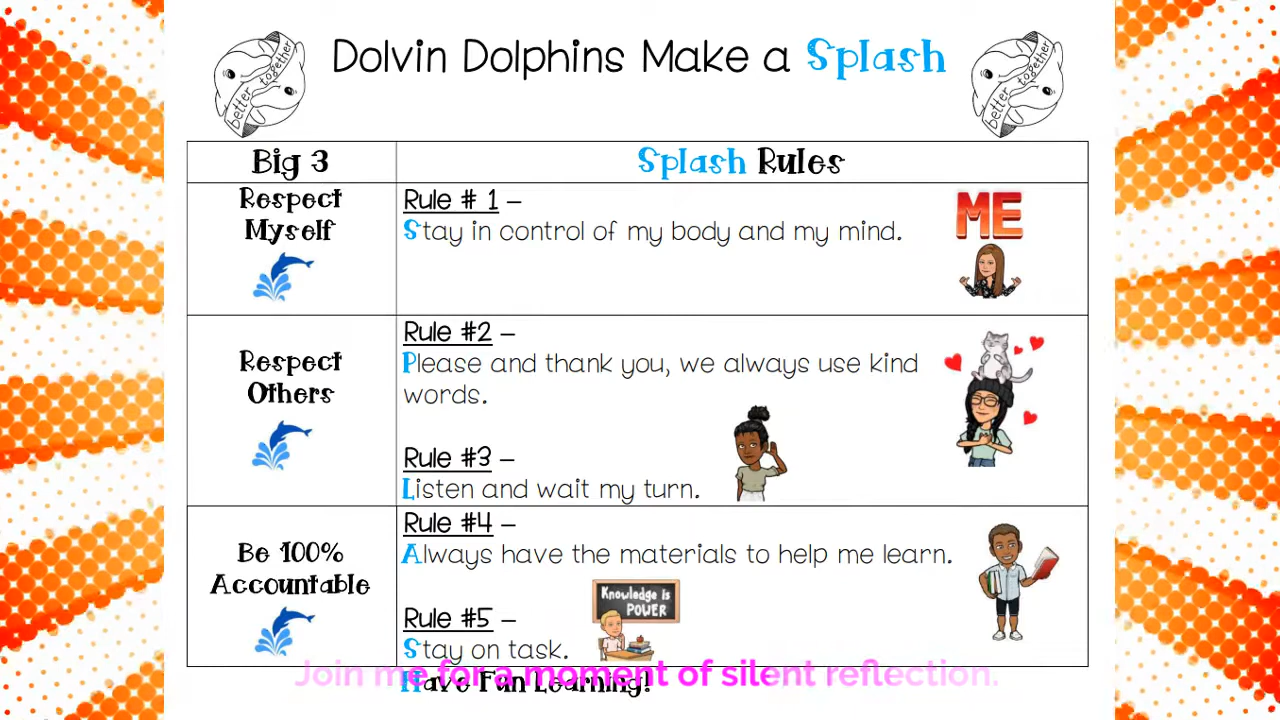 Dolvin Dolphins Make a Splash
better together
better together
Big 3
Splash Rules
Respect
Myself
Rule # 1 –
Stay in control of my body and my mind.
ME
Respect
Others
Rule #2 –
Please and thank you, we always use kind
words.
Rule #3 –
Listen and wait my turn.
Be 100%
Accountable
Rule #4 –
Always have the materials to help me learn.
Rule #5 –
Stay on task.
Knowledge is
POWER
Have Fun Learning!
Join me for a moment of silent reflection.